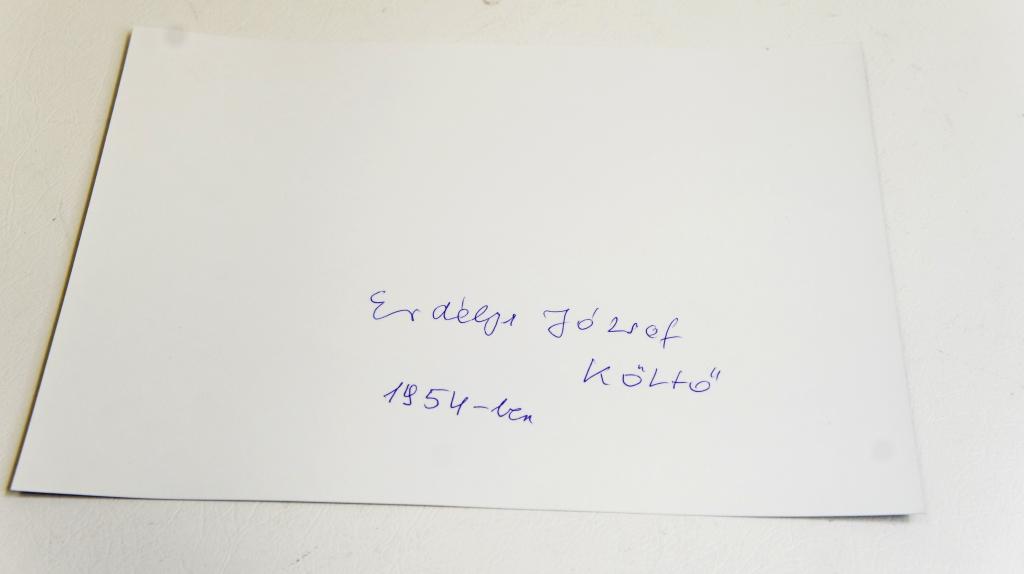 Erdélyi József
Költő
1954-ben